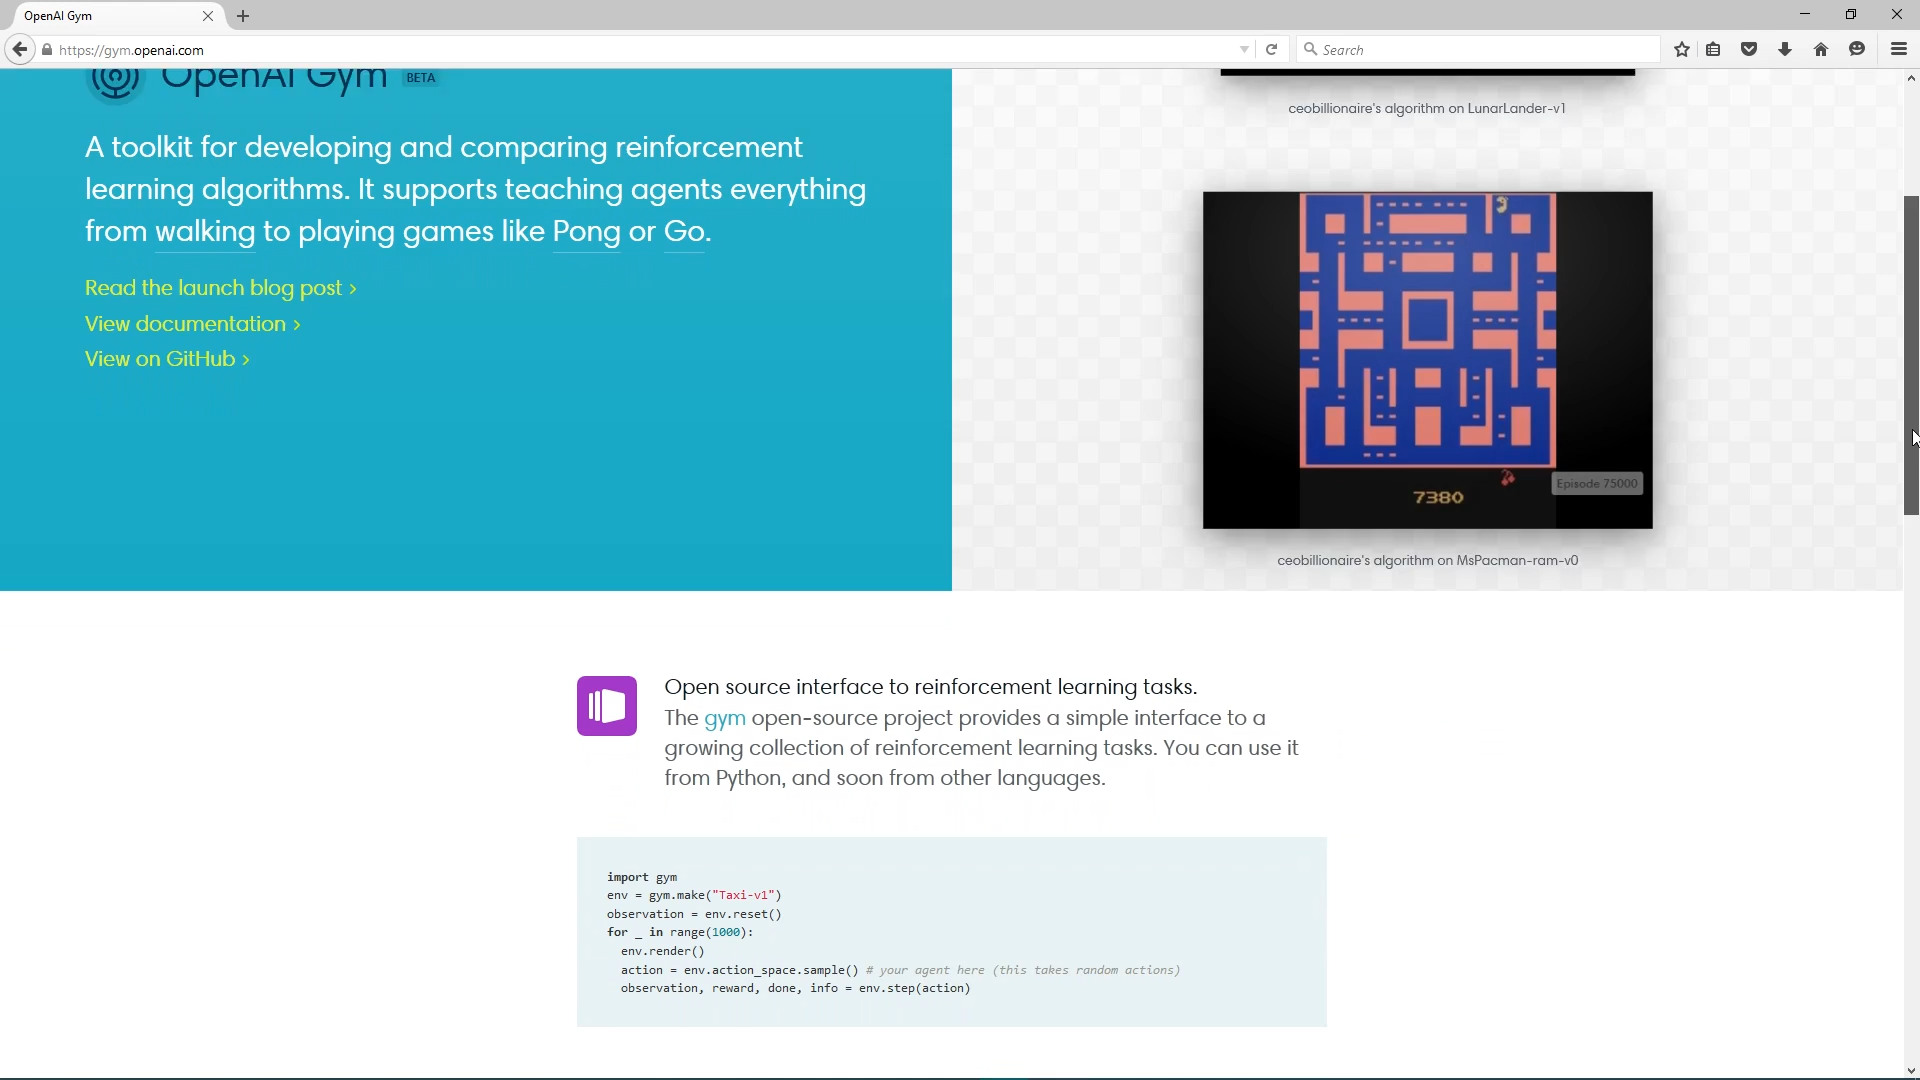 OpenAI Gym
https://gym.openai.com
Search
OpenAI Gym BETA
A toolkit for developing and comparing reinforcement
learning algorithms. It supports teaching agents everything
from walking to playing games like Pong or Go.
Read the launch blog post ›
View documentation ›
View on GitHub ›
ceobillionaire's algorithm on LunarLander-v1
Episode 75000
7380
ceobillionaire's algorithm on MsPacman-ram-v0
Open source interface to reinforcement learning tasks.
The gym open-source project provides a simple interface to a
growing collection of reinforcement learning tasks. You can use it
from Python, and soon from other languages.
import gym
env = gym.make("Taxi-v1")
observation = env.reset()
for _ in range(1000):
  env.render()
  action = env.action_space.sample() # your agent here (this takes random actions)
  observation, reward, done, info = env.step(action)